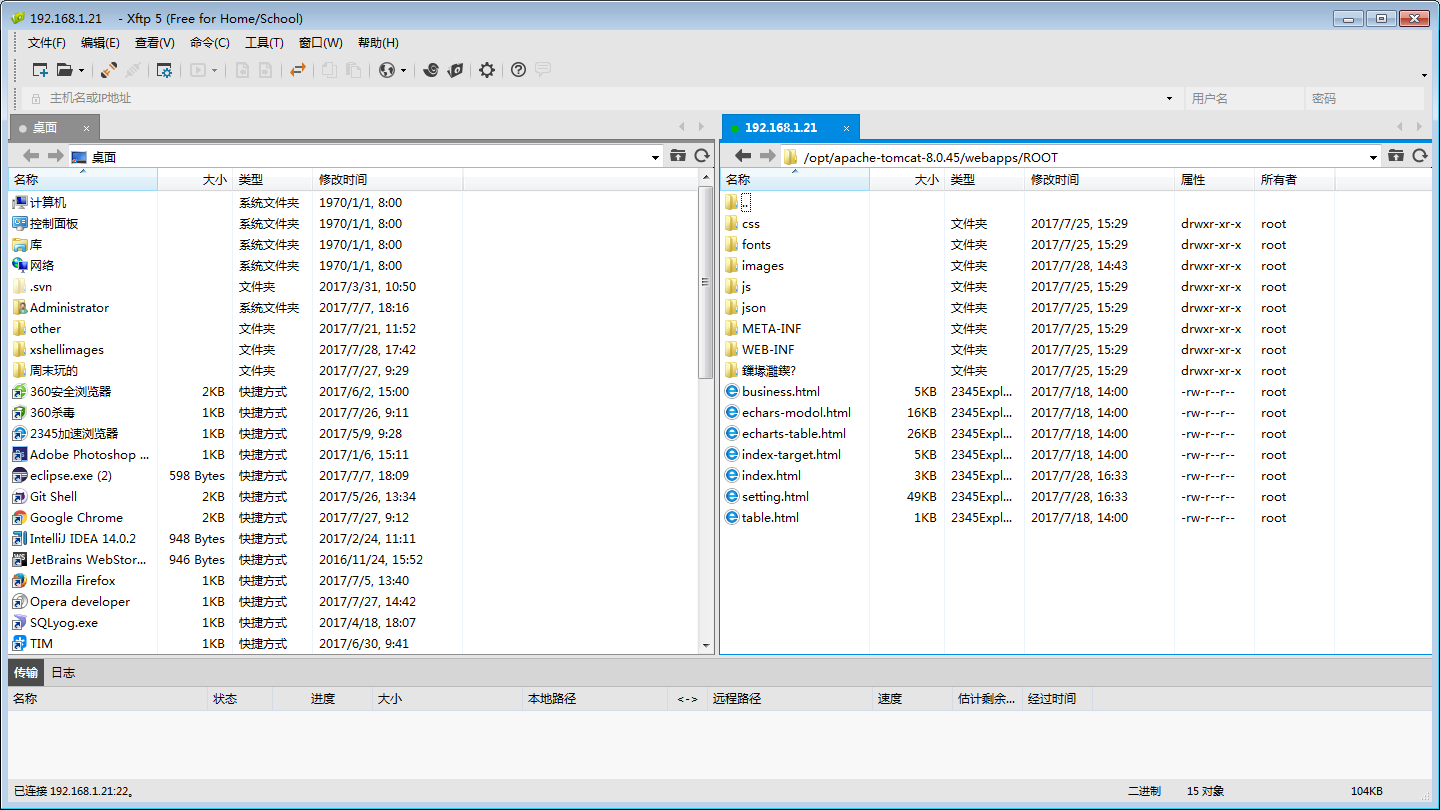 192.168.1.21 - Xftp 5 (Free for Home/School)
文件(F) 编辑(E) 查看(V) 命令(C) 工具(T) 窗口(W) 帮助(H)
主机名或IP地址 用户名 密码
桌面 × 192.168.1.21 ×
桌面 /opt/apache-tomcat-8.0.45/webapps/ROOT
名称 大小 类型 修改时间
计算机 系统文件夹 1970/1/1, 8:00
控制面板 系统文件夹 1970/1/1, 8:00
库 系统文件夹 1970/1/1, 8:00
网络 系统文件夹 1970/1/1, 8:00
.svn 文件夹 2017/3/31, 10:50
Administrator 系统文件夹 2017/7/7, 18:16
other 文件夹 2017/7/21, 11:52
xshellimages 文件夹 2017/7/28, 17:42
周末玩的 文件夹 2017/7/27, 9:29
360安全浏览器 2KB 快捷方式 2017/6/2, 15:00
360杀毒 1KB 快捷方式 2017/7/26, 9:11
2345加速浏览器 1KB 快捷方式 2017/5/9, 9:28
Adobe Photoshop ... 1KB 快捷方式 2017/1/6, 15:11
eclipse.exe (2) 598 Bytes 快捷方式 2017/7/7, 18:09
Git Shell 2KB 快捷方式 2017/5/26, 13:34
Google Chrome 2KB 快捷方式 2017/7/27, 9:12
IntelliJ IDEA 14.0.2 948 Bytes 快捷方式 2017/2/24, 11:11
JetBrains WebStor... 946 Bytes 快捷方式 2016/11/24, 15:52
Mozilla Firefox 1KB 快捷方式 2017/7/5, 13:40
Opera developer 1KB 快捷方式 2017/7/27, 14:42
SQLyog.exe 1KB 快捷方式 2017/4/18, 18:07
TIM 1KB 快捷方式 2017/6/30, 9:41
名称 大小 类型 修改时间 属性 所有者
..
css 文件夹 2017/7/25, 15:29 drwxr-xr-x root
fonts 文件夹 2017/7/25, 15:29 drwxr-xr-x root
images 文件夹 2017/7/28, 14:43 drwxr-xr-x root
js 文件夹 2017/7/25, 15:29 drwxr-xr-x root
json 文件夹 2017/7/25, 15:29 drwxr-xr-x root
META-INF 文件夹 2017/7/25, 15:29 drwxr-xr-x root
WEB-INF 文件夹 2017/7/25, 15:29 drwxr-xr-x root
文件夹 2017/7/25, 15:29 drwxr-xr-x root
business.html 5KB 2345Expl... 2017/7/18, 14:00 -rw-r--r-- root
echars-modol.html 16KB 2345Expl... 2017/7/18, 14:00 -rw-r--r-- root
echarts-table.html 26KB 2345Expl... 2017/7/18, 14:00 -rw-r--r-- root
index-target.html 5KB 2345Expl... 2017/7/18, 14:00 -rw-r--r-- root
index.html 3KB 2345Expl... 2017/7/28, 16:33 -rw-r--r-- root
setting.html 49KB 2345Expl... 2017/7/28, 16:33 -rw-r--r-- root
table.html 1KB 2345Expl... 2017/7/18, 14:00 -rw-r--r-- root
传输 日志
名称 状态 进度 大小 本地路径 <-> 远程路径 速度 估计剩余... 经过时间
已连接 192.168.1.21:22。 二进制 15 对象 104KB